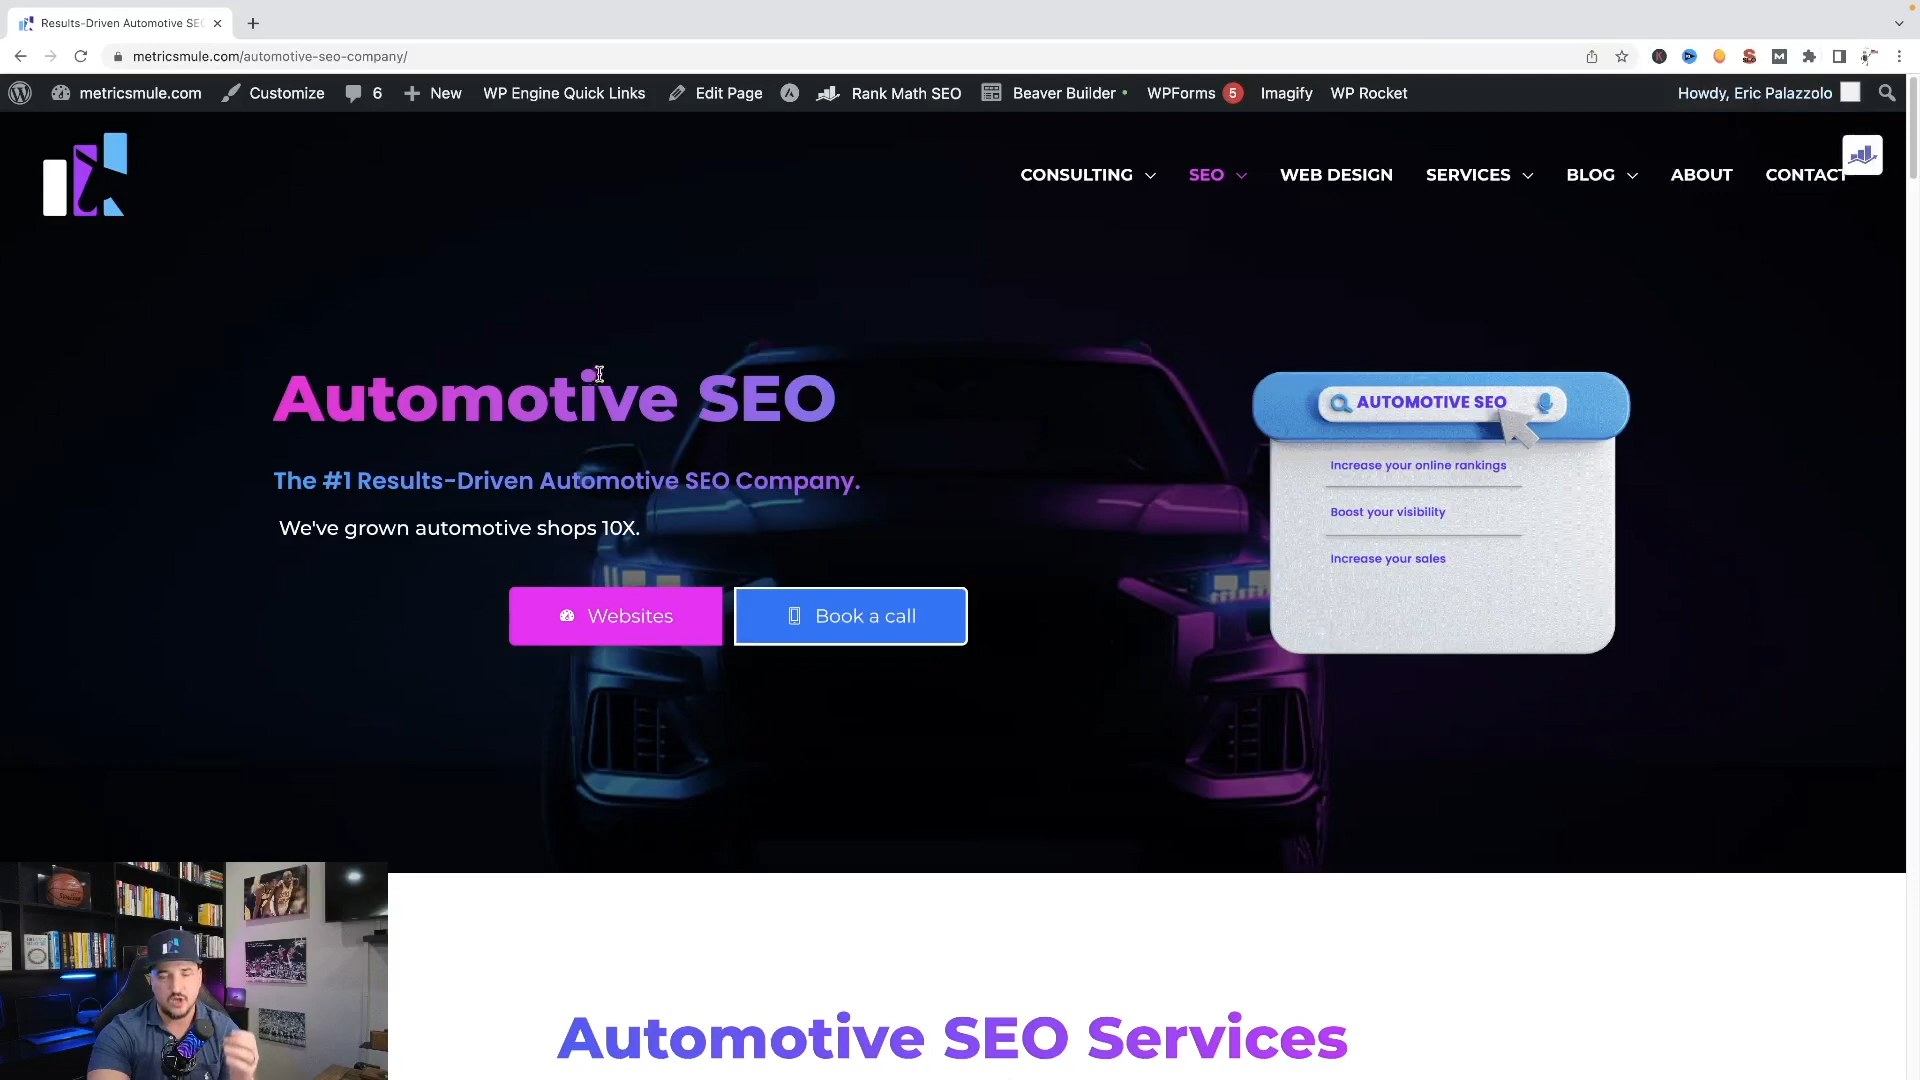 Results-Driven Automotive SEO
metricsmule.com/automotive-seo-company/
metricsmule.com Customize 6 New WP Engine Quick Links Edit Page Rank Math SEO Beaver Builder WPForms 5 Imagify WP Rocket Howdy, Eric Palazzolo
CONSULTING SEO WEB DESIGN SERVICES BLOG ABOUT CONTACT
Automotive SEO
The #1 Results-Driven Automotive SEO Company.
We've grown automotive shops 10X.
Websites Book a call
AUTOMOTIVE SEO
Increase your online rankings
Boost your visibility
Increase your sales
Automotive SEO Services